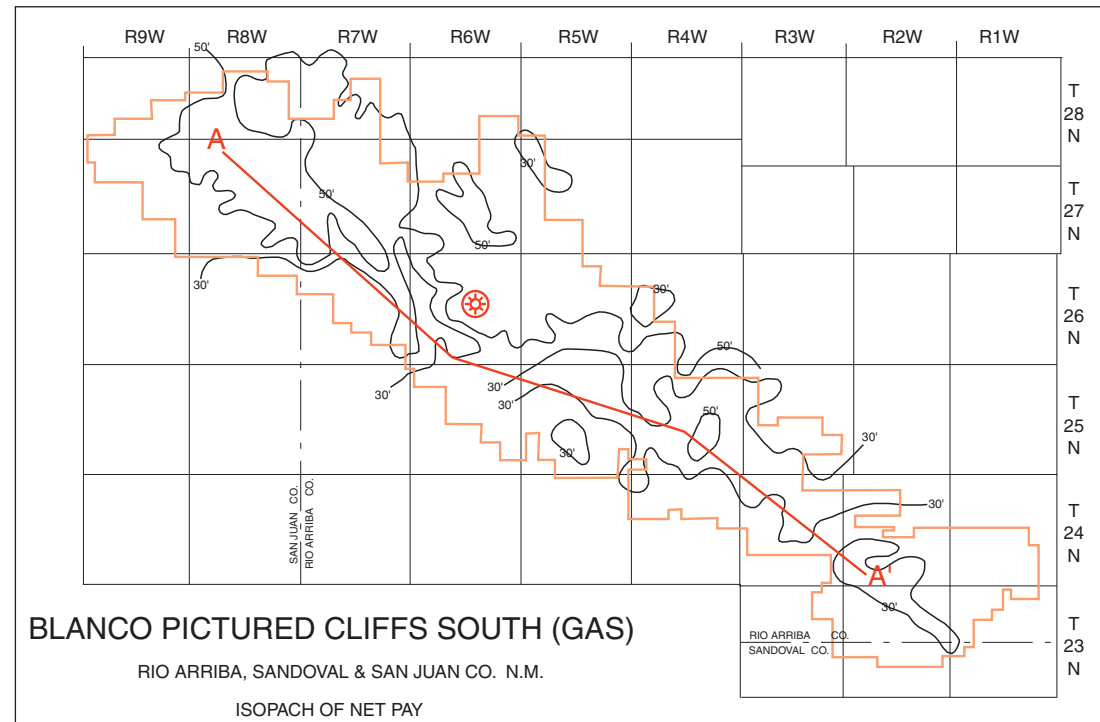 R9W R8W R7W R6W R5W R4W R3W R2W R1W
50'
T
28
N
A
30'
50'
T
27
N
50'
30'
30'
T
26
N
50'
30'
30'
30'
50'
T
25
N
30'
30'
30'
SAN JUAN CO.
RIO ARRIBA CO.
T
24
N
A'
30'
BLANCO PICTURED CLIFFS SOUTH (GAS)
RIO ARRIBA CO.
SANDOVAL CO.
T
23
N
RIO ARRIBA, SANDOVAL & SAN JUAN CO. N.M.
ISOPACH OF NET PAY